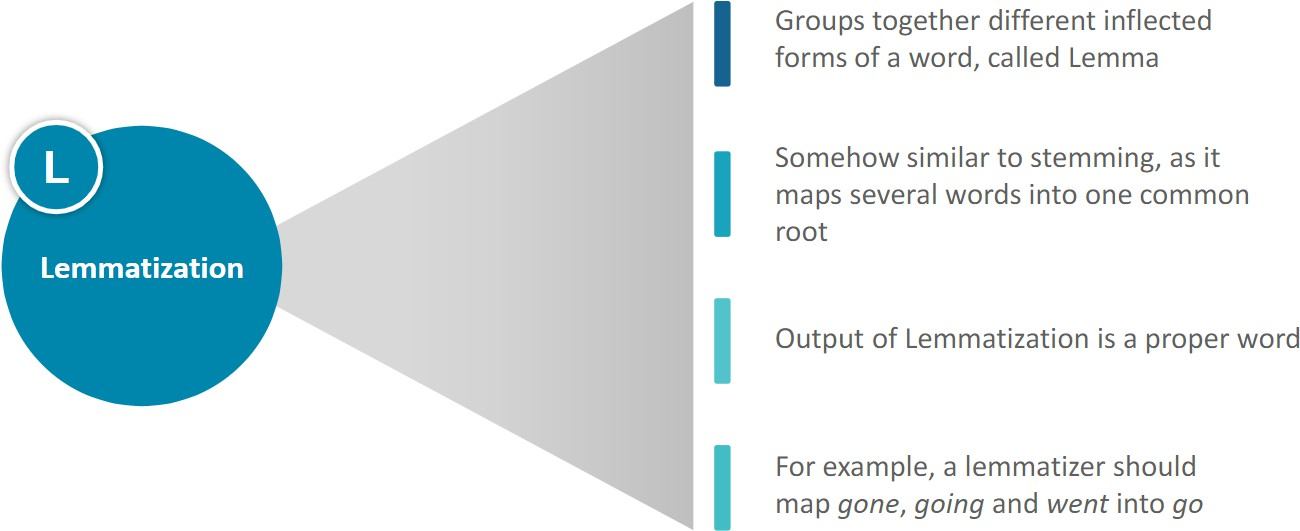 L
Lemmatization
Groups together different inflected
forms of a word, called Lemma
Somehow similar to stemming, as it
maps several words into one common
root
Output of Lemmatization is a proper word
For example, a lemmatizer should
map gone, going and went into go